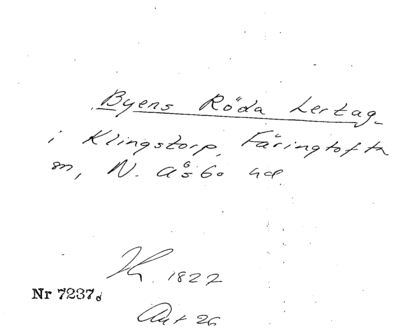 Byens Röda Lertag
i Klingstorp, Färingtofta
sn, N. Åsbo hd.
1827
Nr 7237.